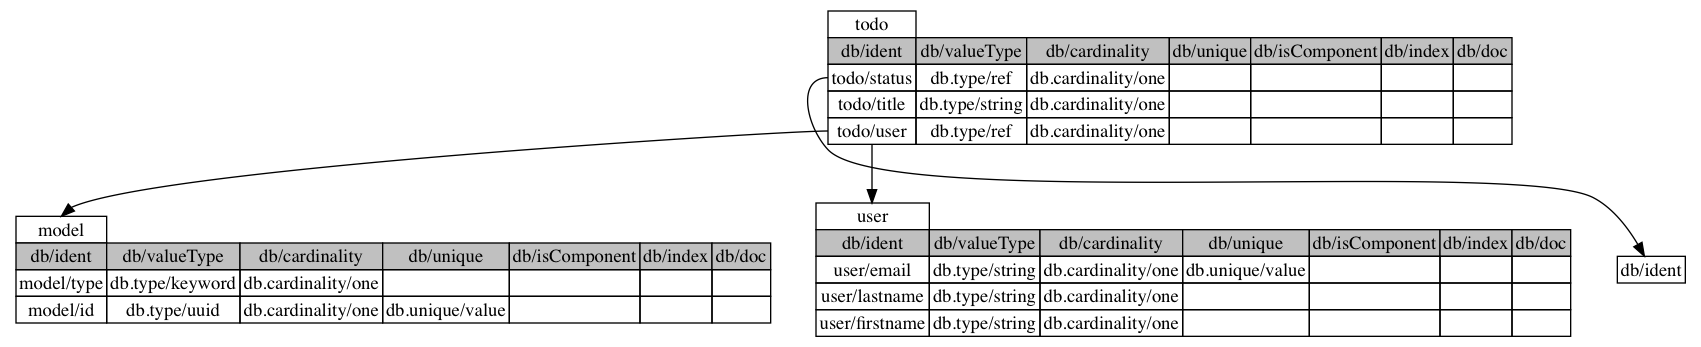 todo
db/ident db/valueType db/cardinality db/unique db/isComponent db/index db/doc
todo/status db.type/ref db.cardinality/one
todo/title db.type/string db.cardinality/one
todo/user db.type/ref db.cardinality/one
model
db/ident db/valueType db/cardinality db/unique db/isComponent db/index db/doc
model/type db.type/keyword db.cardinality/one
model/id db.type/uuid db.cardinality/one db.unique/value
user
db/ident db/valueType db/cardinality db/unique db/isComponent db/index db/doc
user/email db.type/string db.cardinality/one db.unique/value
user/lastname db.type/string db.cardinality/one
user/firstname db.type/string db.cardinality/one
db/ident